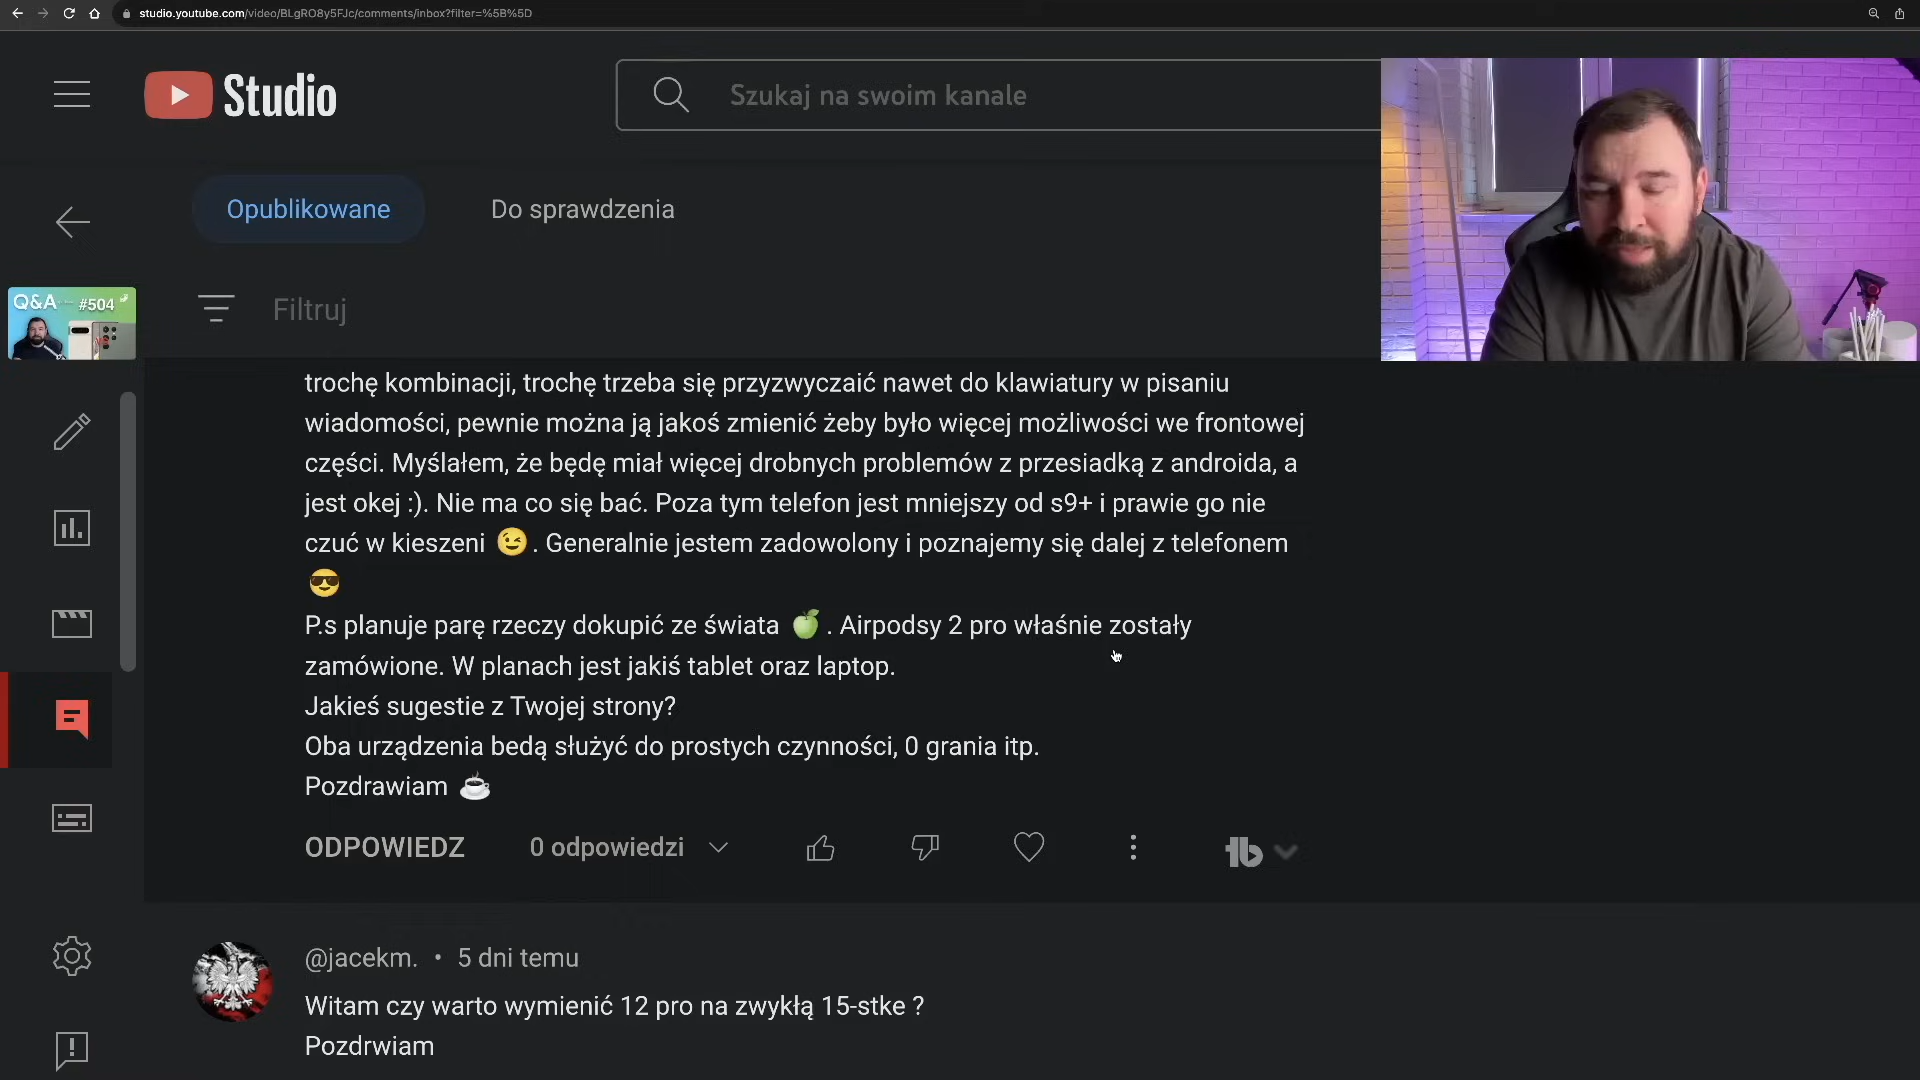 studio.youtube.com/video/BLgRO8y5FJc/comments/inbox?filter=%5B%5D
Studio
Szukaj na swoim kanale
Opublikowane
Do sprawdzenia
Q&A
#504
Filtruj
trochę kombinacji, trochę trzeba się przyzwyczaić nawet do klawiatury w pisaniu
wiadomości, pewnie można ją jakoś zmienić żeby było więcej możliwości we frontowej
części. Myślałem, że będę miał więcej drobnych problemów z przesiadką z androida, a
jest okej :). Nie ma co się bać. Poza tym telefon jest mniejszy od s9+ i prawie go nie
czuć w kieszeni 😉 . Generalnie jestem zadowolony i poznajemy się dalej z telefonem
😎
P.s planuje parę rzeczy dokupić ze świata 🍏 . Airpodsy 2 pro właśnie zostały
zamówione. W planach jest jakiś tablet oraz laptop.
Jakieś sugestie z Twojej strony?
Oba urządzenia bedą służyć do prostych czynności, 0 grania itp.
Pozdrawiam ☕
ODPOWIEDZ
0 odpowiedzi
@jacekm. • 5 dni temu
Witam czy warto wymienić 12 pro na zwykłą 15-stke ?
Pozdrwiam